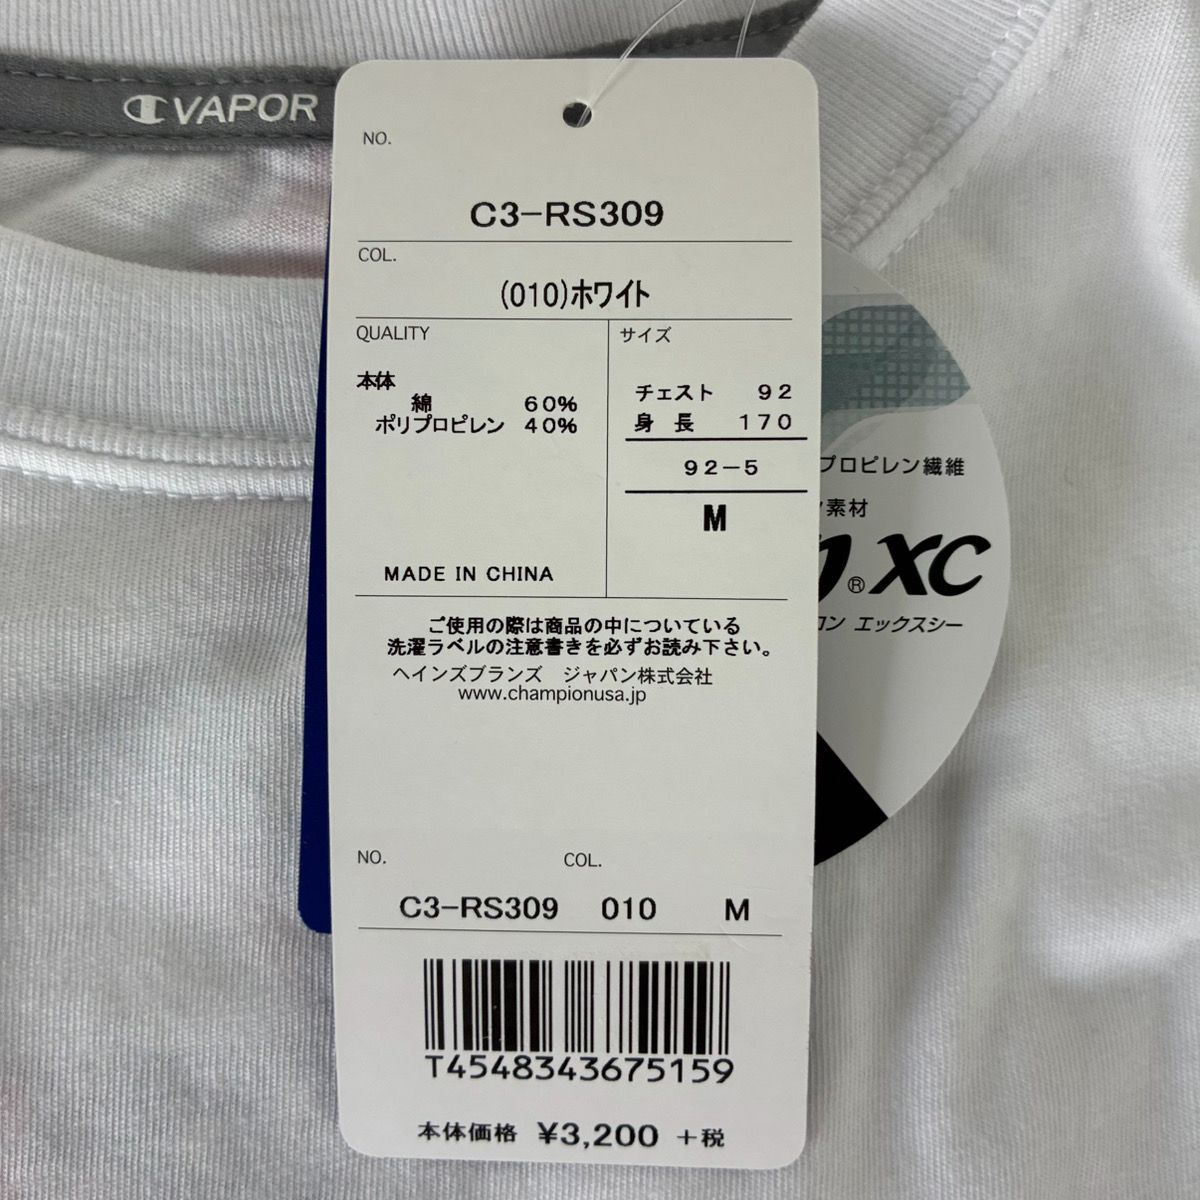 VAPOR
NO.
C3-RS309
COL.
(010)ホワイト
QUALITY
本体
綿 60%
ポリプロピレン 40%
MADE IN CHINA
サイズ
チェスト 92
身長 170
92-5
M
ご使用の際は商品の中についている
洗濯ラベルの注意書きを必ずお読み下さい。
ヘインズブランズ ジャパン株式会社
www.championusa.jp
NO. COL.
C3-RS309 010 M
T4548343675159
本体価格 ¥3,200 +税
プロピレン繊維
素材
® XC
ロン エックスシー